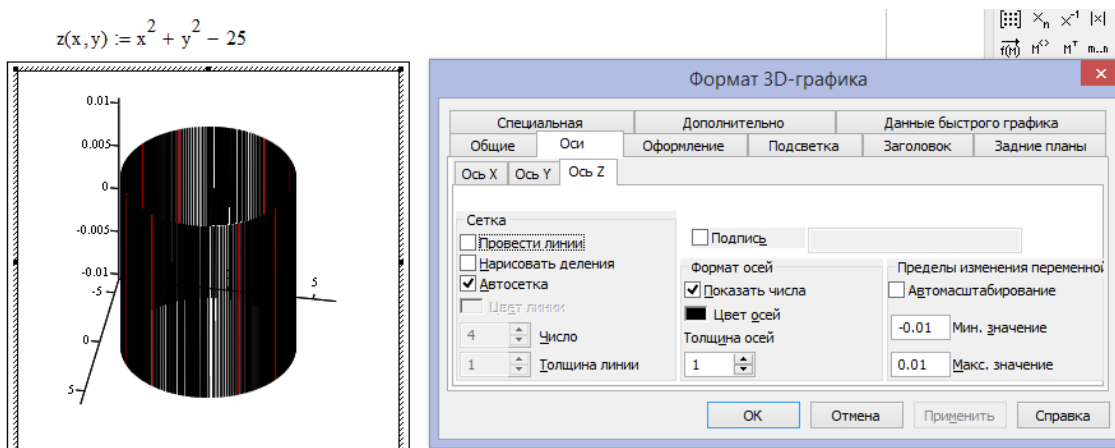 z(x,y) := x² + y² − 25
[⁝⁝⁝] ×ₙ ×⁻¹ |×|
f(M) M<> Mᵀ m..n
0.01
0.005
0
-0.005
-0.01
-5
0
5
5
Формат 3D-графика
Специальная Дополнительно Данные быстрого графика
Общие Оси Оформление Подсветка Заголовок Задние планы
Ось X Ось Y Ось Z
Сетка
Провести линии
Нарисовать деления
Автосетка
Цвет линии
4 Число
1 Толщина линии
Подпись
Формат осей
Показать числа
Цвет осей
Толщина осей
1
Пределы изменения переменной
Автомасштабирование
-0.01 Мин. значение
0.01 Макс. значение
ОК Отмена Применить Справка